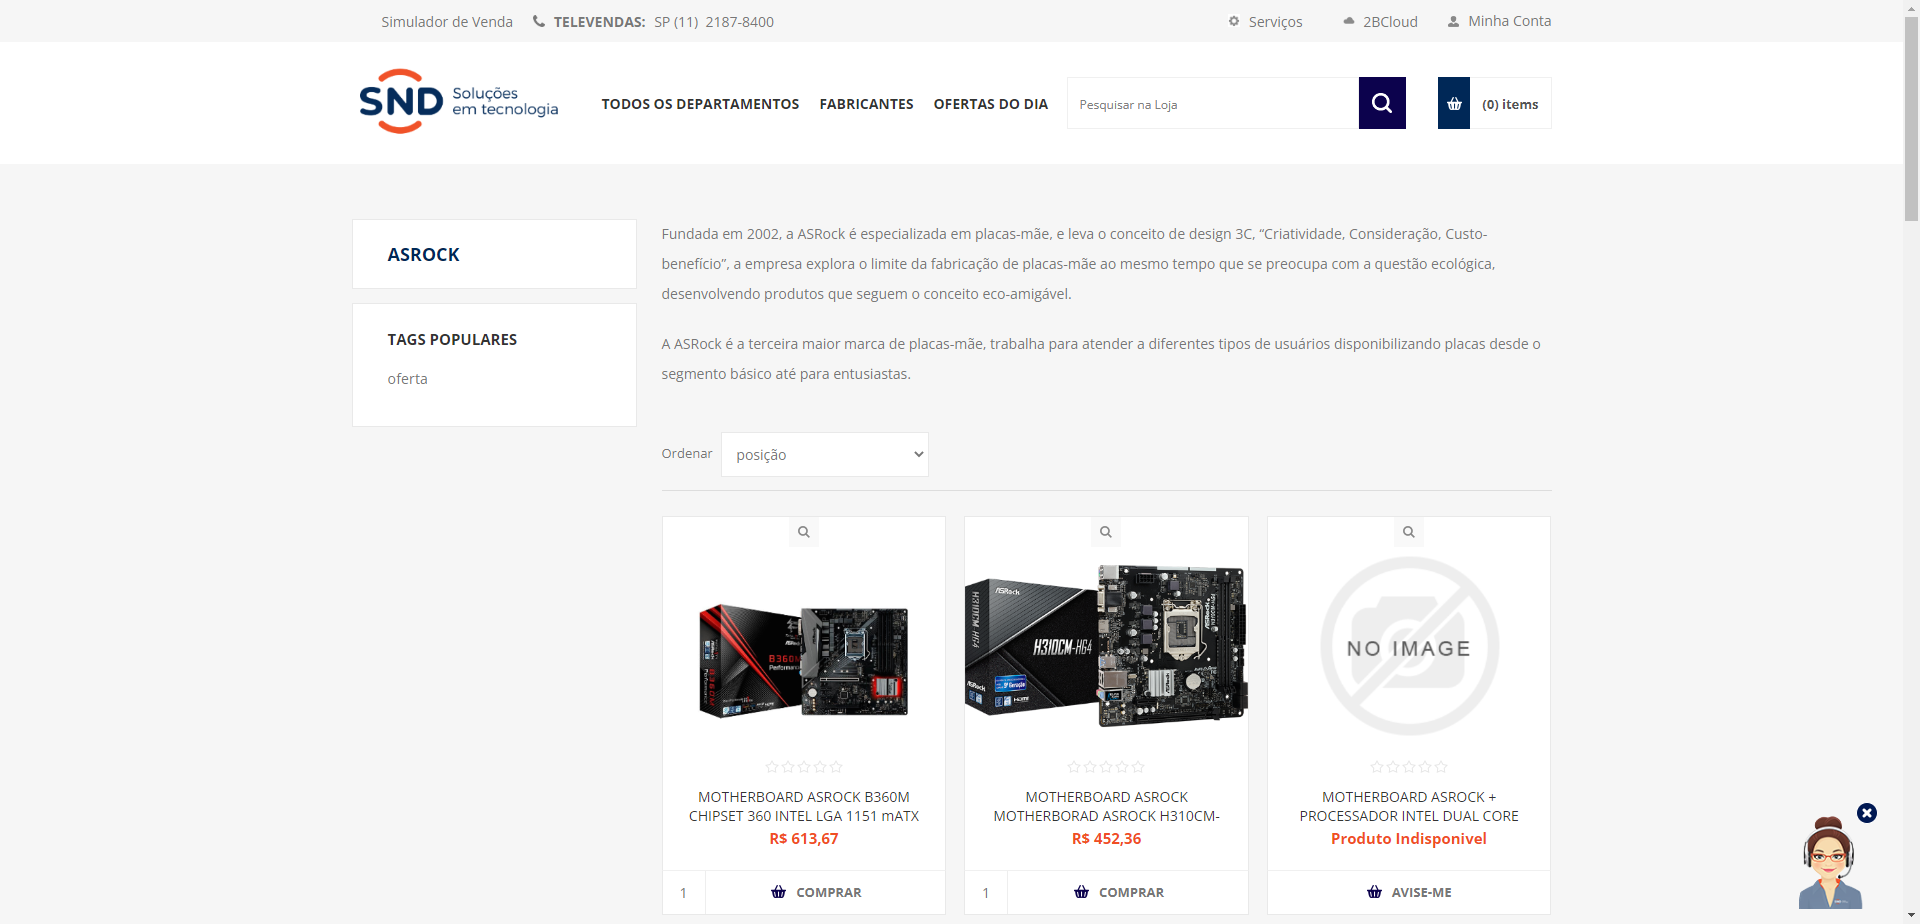 Simulador de Venda
TELEVENDAS: SP (11) 2187-8400
Serviços
2BCloud
Minha Conta
SND Soluções
em tecnologia
TODOS OS DEPARTAMENTOS
FABRICANTES
OFERTAS DO DIA
Pesquisar na Loja
(0) items
ASROCK
TAGS POPULARES
oferta
Fundada em 2002, a ASRock é especializada em placas-mãe, e leva o conceito de design 3C, “Criatividade, Consideração, Custo-
benefício”, a empresa explora o limite da fabricação de placas-mãe ao mesmo tempo que se preocupa com a questão ecológica,
desenvolvendo produtos que seguem o conceito eco-amigável.
A ASRock é a terceira maior marca de placas-mãe, trabalha para atender a diferentes tipos de usuários disponibilizando placas desde o
segmento básico até para entusiastas.
Ordenar
posição
B360M
ASRock
H310CM-HG4
H310CM-HG4
ASRock
NO IMAGE
MOTHERBOARD ASROCK B360M
CHIPSET 360 INTEL LGA 1151 mATX
R$ 613,67
1
COMPRAR
MOTHERBOARD ASROCK
MOTHERBORAD ASROCK H310CM-
R$ 452,36
1
COMPRAR
MOTHERBOARD ASROCK +
PROCESSADOR INTEL DUAL CORE
Produto Indisponivel
AVISE-ME